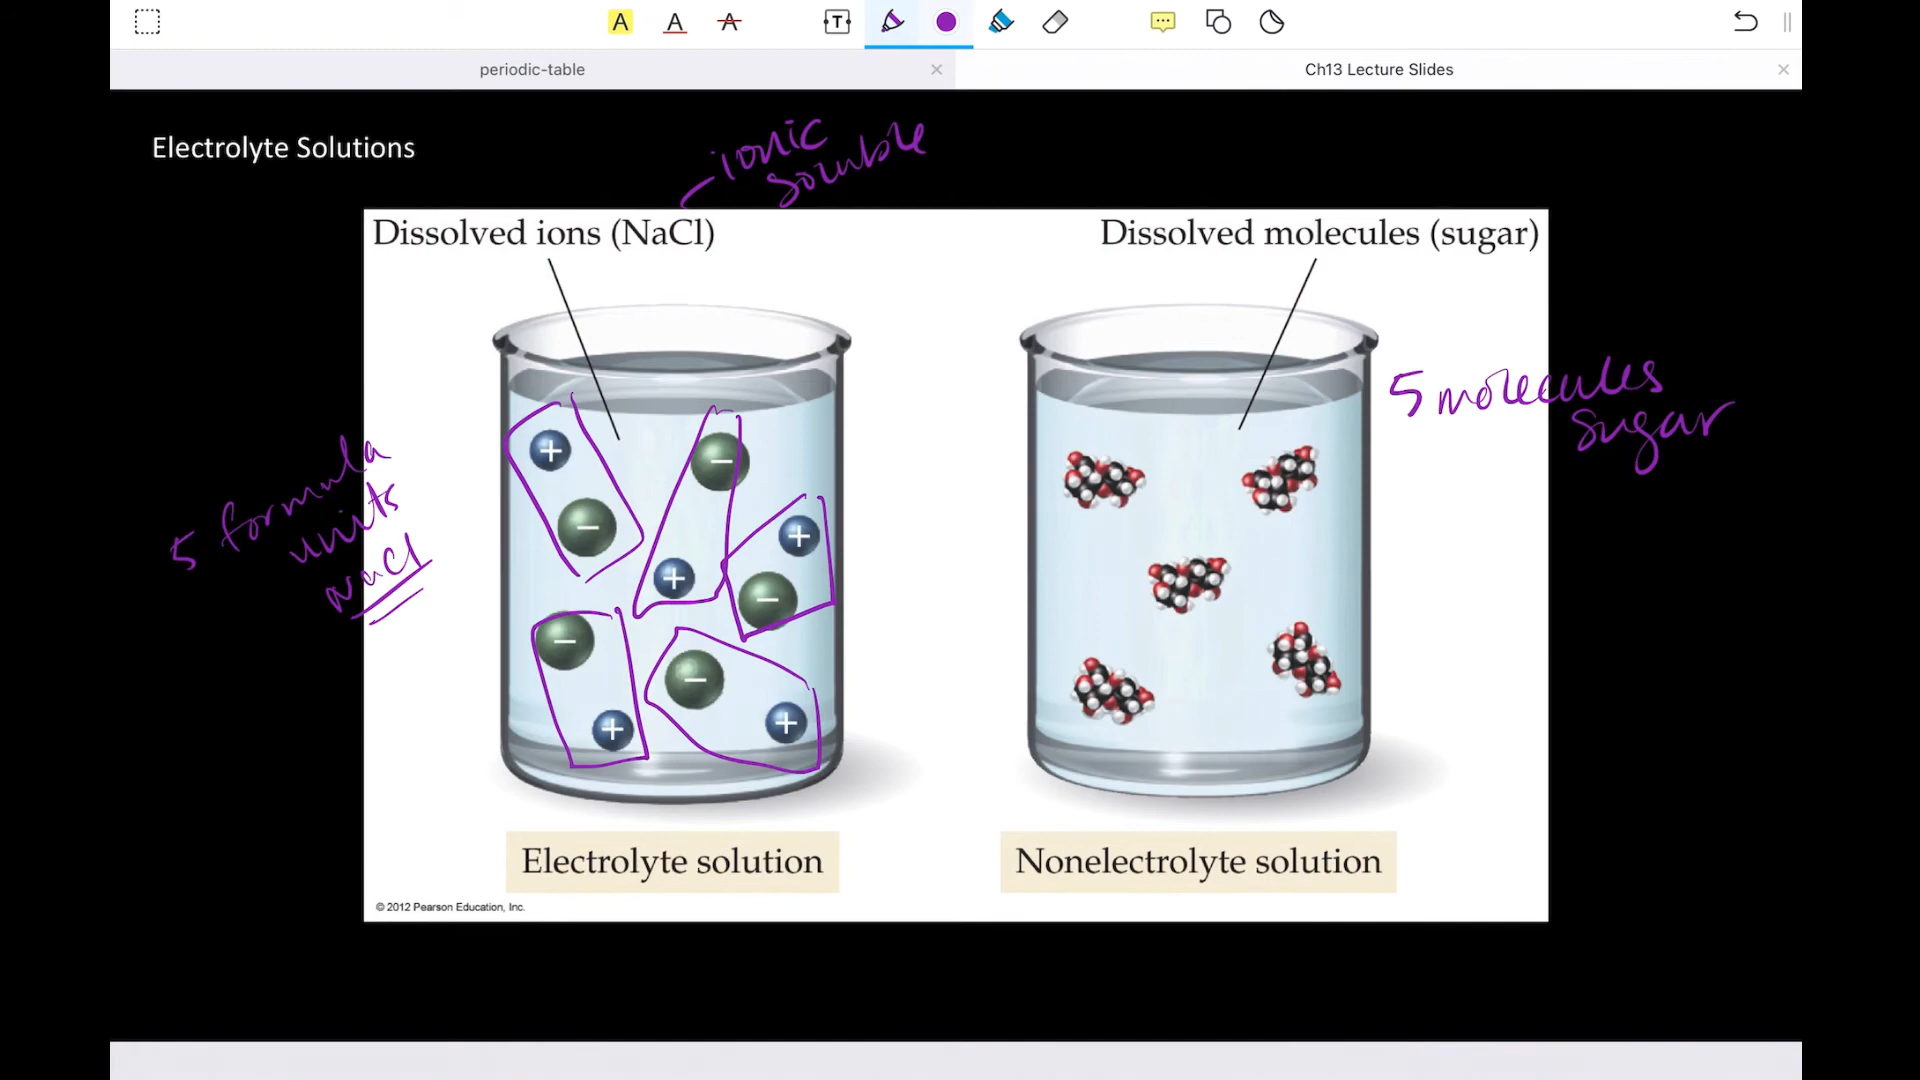 periodic-table
Ch13 Lecture Slides
Electrolyte Solutions
ionic
soluble
Dissolved ions (NaCl)
Dissolved molecules (sugar)
5 molecules
sugar
5 formula
units
NaCl
+
−
−
+
+
−
−
+
−
+
Electrolyte solution
Nonelectrolyte solution
© 2012 Pearson Education, Inc.